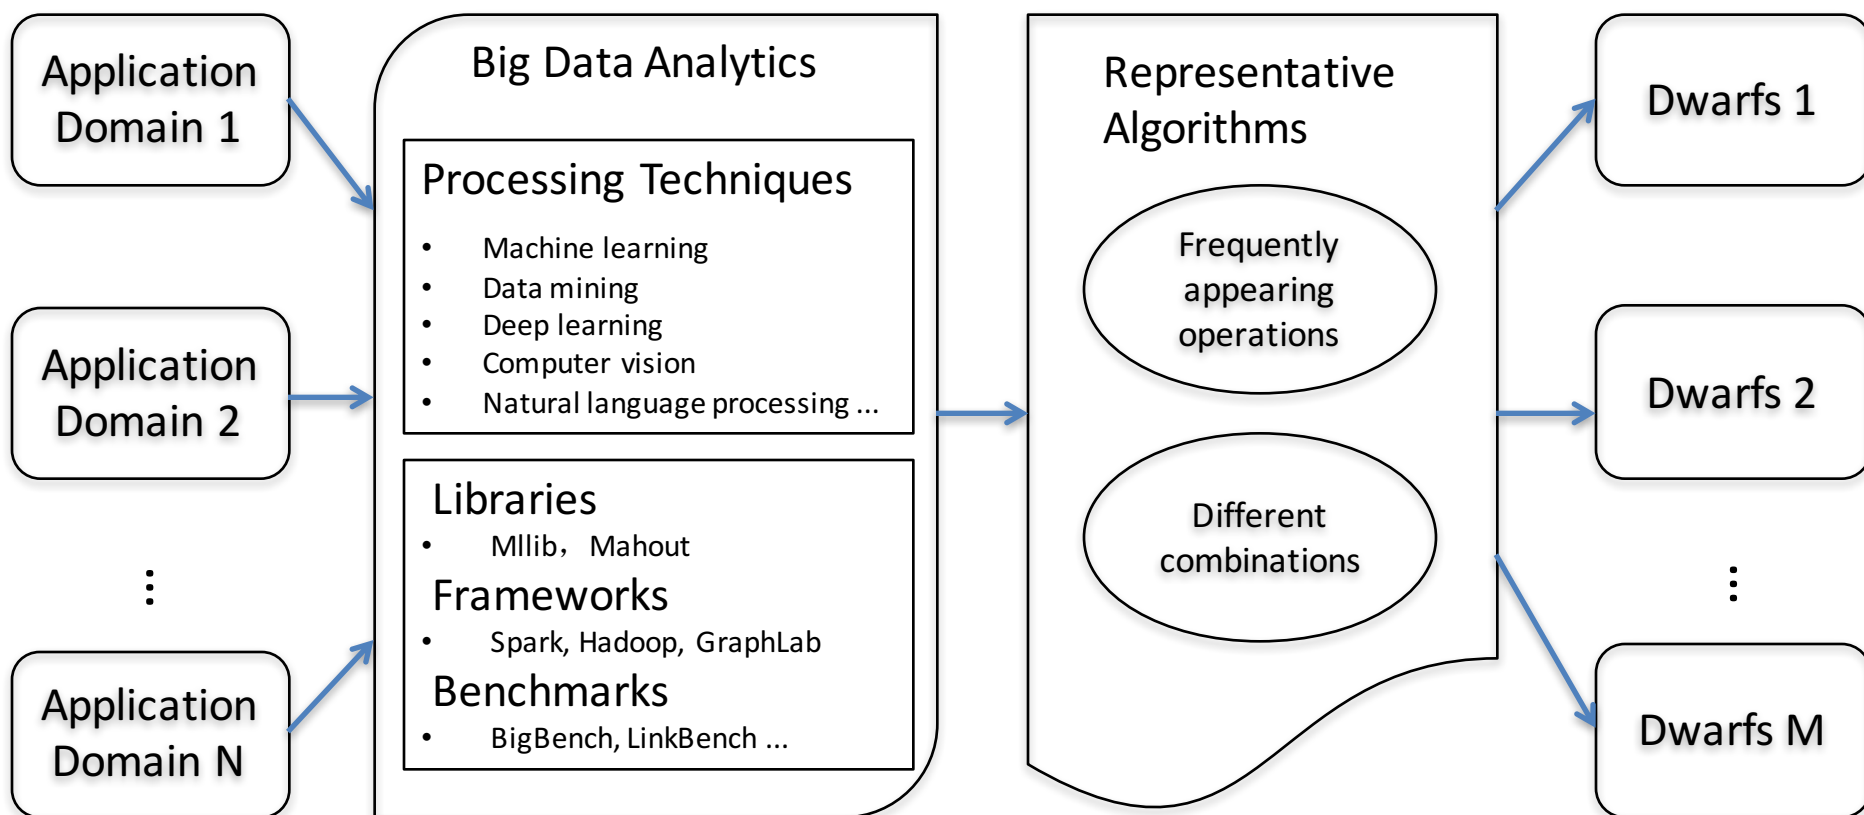 Application
Domain 1
Application
Domain 2
⋮
Application
Domain N
Big Data Analytics
Processing Techniques
• Machine learning
• Data mining
• Deep learning
• Computer vision
• Natural language processing ...
Libraries
• Mllib，Mahout
Frameworks
• Spark, Hadoop, GraphLab
Benchmarks
• BigBench, LinkBench ...
Representative
Algorithms
Frequently
appearing
operations
Different
combinations
Dwarfs 1
Dwarfs 2
⋮
Dwarfs M